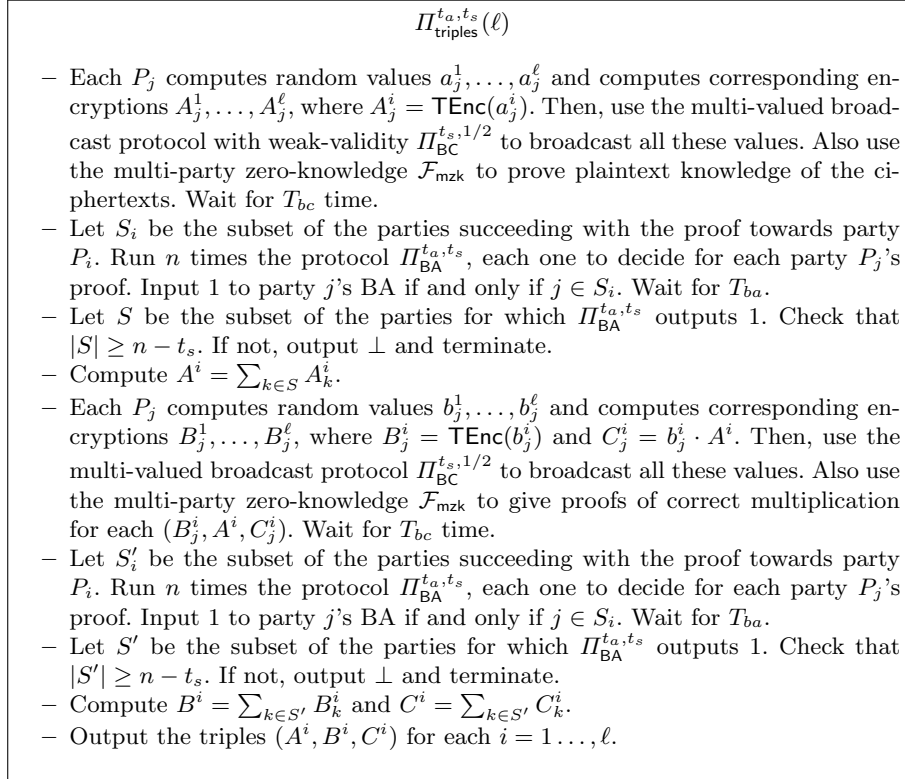 Π_triples^{t_a,t_s}(ℓ)
– Each P_j computes random values a_j^1, . . . , a_j^ℓ and computes corresponding en-
cryptions A_j^1, . . . , A_j^ℓ, where A_j^i = TEnc(a_j^i). Then, use the multi-valued broad-
cast protocol with weak-validity Π_BC^{t_s,1/2} to broadcast all these values. Also use
the multi-party zero-knowledge F_mzk to prove plaintext knowledge of the ci-
phertexts. Wait for T_bc time.
– Let S_i be the subset of the parties succeeding with the proof towards party
P_i. Run n times the protocol Π_BA^{t_a,t_s}, each one to decide for each party P_j's
proof. Input 1 to party j's BA if and only if j ∈ S_i. Wait for T_ba.
– Let S be the subset of the parties for which Π_BA^{t_a,t_s} outputs 1. Check that
|S| ≥ n − t_s. If not, output ⊥ and terminate.
– Compute A^i = ∑_{k∈S} A_k^i.
– Each P_j computes random values b_j^1, . . . , b_j^ℓ and computes corresponding en-
cryptions B_j^1, . . . , B_j^ℓ, where B_j^i = TEnc(b_j^i) and C_j^i = b_j^i · A^i. Then, use the
multi-valued broadcast protocol Π_BC^{t_s,1/2} to broadcast all these values. Also use
the multi-party zero-knowledge F_mzk to give proofs of correct multiplication
for each (B_j^i, A^i, C_j^i). Wait for T_bc time.
– Let S'_i be the subset of the parties succeeding with the proof towards party
P_i. Run n times the protocol Π_BA^{t_a,t_s}, each one to decide for each party P_j's
proof. Input 1 to party j's BA if and only if j ∈ S_i. Wait for T_ba.
– Let S' be the subset of the parties for which Π_BA^{t_a,t_s} outputs 1. Check that
|S'| ≥ n − t_s. If not, output ⊥ and terminate.
– Compute B^i = ∑_{k∈S'} B_k^i and C^i = ∑_{k∈S'} C_k^i.
– Output the triples (A^i, B^i, C^i) for each i = 1 . . . , ℓ.